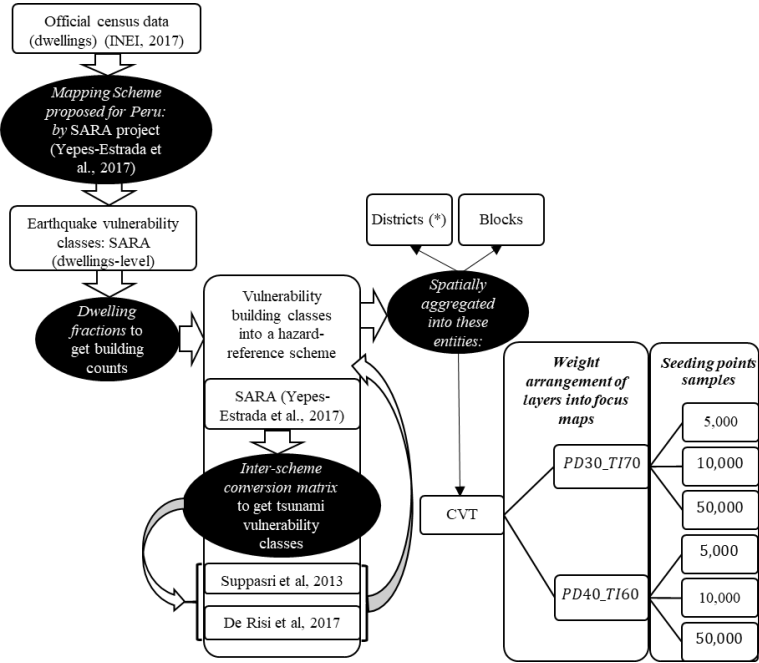 Official census data
(dwellings) (INEI, 2017)
Mapping Scheme
proposed for Peru:
by SARA project
(Yepes-Estrada et
al., 2017)
Earthquake vulnerability
classes: SARA
(dwellings-level)
Dwelling
fractions to
get building
counts
Vulnerability
building classes
into a hazard-
reference scheme
SARA (Yepes-
Estrada et al., 2017)
Inter-scheme
conversion matrix
to get tsunami
vulnerability
classes
Suppasri et al, 2013
De Risi et al, 2017
Districts (*)
Blocks
Spatially
aggregated
into these
entities:
CVT
Weight
arrangement of
layers into focus
maps
PD30_TI70
PD40_TI60
Seeding points
samples
5,000
10,000
50,000
5,000
10,000
50,000